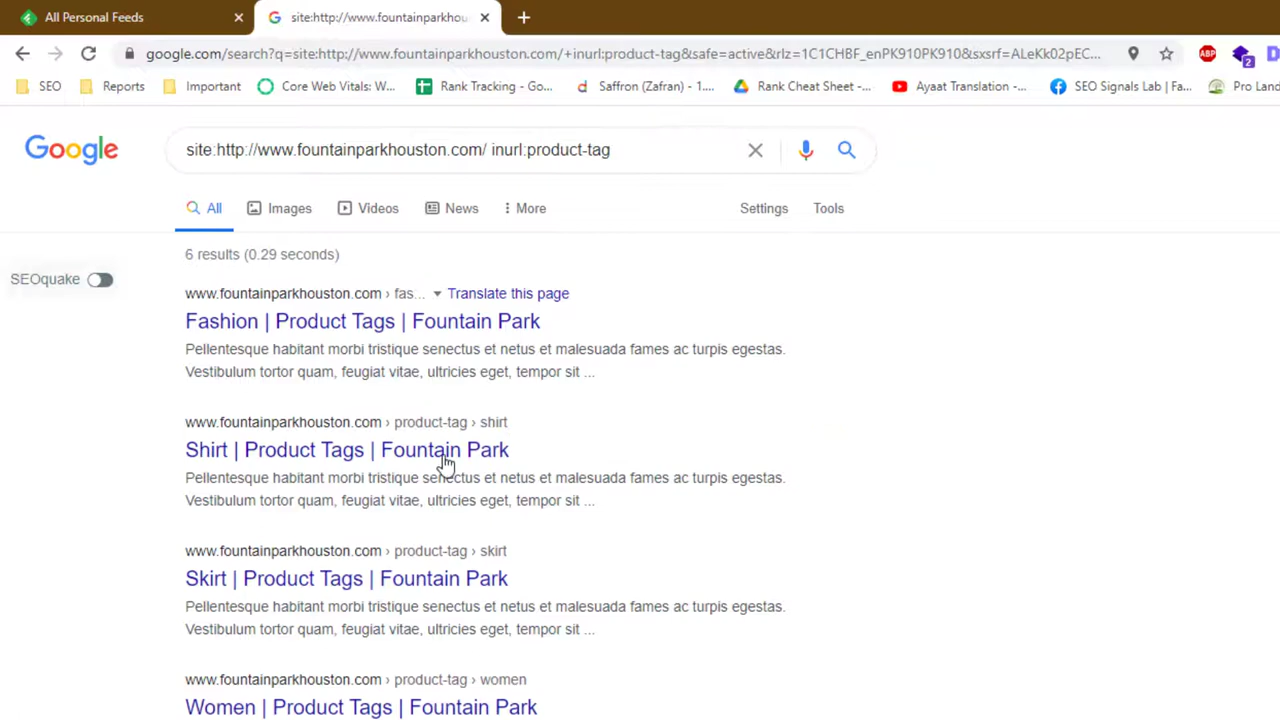 All Personal Feeds
site:http://www.fountainparkhou
google.com/search?q=site:http://www.fountainparkhouston.com/+inurl:product-tag&safe=active&rlz=1C1CHBF_enPK910PK910&sxsrf=ALeKk02pEC...
SEO Reports Important Core Web Vitals: W... Rank Tracking - Go... Saffron (Zafran) - 1.... Rank Cheat Sheet -... Ayaat Translation -... SEO Signals Lab | Fa... Pro Land
Google
site:http://www.fountainparkhouston.com/ inurl:product-tag
All Images Videos News More Settings Tools
6 results (0.29 seconds)
SEOquake
www.fountainparkhouston.com › fas... Translate this page
Fashion | Product Tags | Fountain Park
Pellentesque habitant morbi tristique senectus et netus et malesuada fames ac turpis egestas.
Vestibulum tortor quam, feugiat vitae, ultricies eget, tempor sit ...
www.fountainparkhouston.com › product-tag › shirt
Shirt | Product Tags | Fountain Park
Pellentesque habitant morbi tristique senectus et netus et malesuada fames ac turpis egestas.
Vestibulum tortor quam, feugiat vitae, ultricies eget, tempor sit ...
www.fountainparkhouston.com › product-tag › skirt
Skirt | Product Tags | Fountain Park
Pellentesque habitant morbi tristique senectus et netus et malesuada fames ac turpis egestas.
Vestibulum tortor quam, feugiat vitae, ultricies eget, tempor sit ...
www.fountainparkhouston.com › product-tag › women
Women | Product Tags | Fountain Park
ABP
2